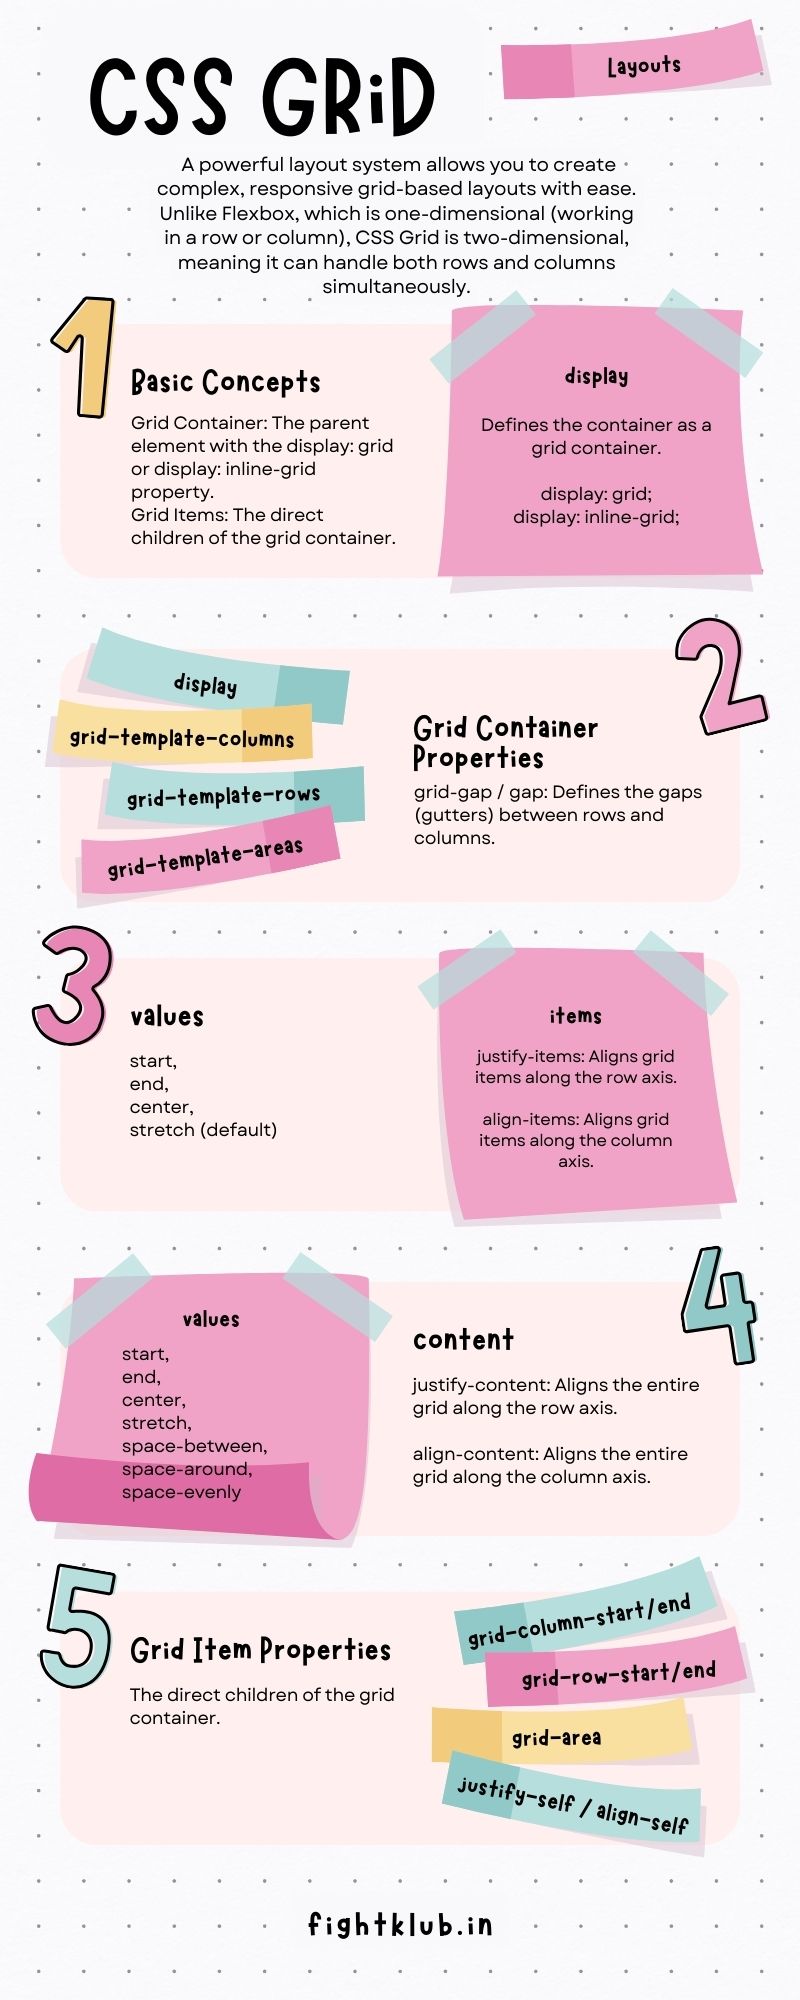 CSS GRiD
Layouts
A powerful layout system allows you to create
complex, responsive grid-based layouts with ease.
Unlike Flexbox, which is one-dimensional (working
in a row or column), CSS Grid is two-dimensional,
meaning it can handle both rows and columns
simultaneously.
1
Basic Concepts
Grid Container: The parent
element with the display: grid
or display: inline-grid
property.
Grid Items: The direct
children of the grid container.
display
Defines the container as a
grid container.
display: grid;
display: inline-grid;
2
display
grid-template-columns
grid-template-rows
grid-template-areas
Grid Container
Properties
grid-gap / gap: Defines the gaps
(gutters) between rows and
columns.
3
values
start,
end,
center,
stretch (default)
items
justify-items: Aligns grid
items along the row axis.
align-items: Aligns grid
items along the column
axis.
4
values
start,
end,
center,
stretch,
space-between,
space-around,
space-evenly
content
justify-content: Aligns the entire
grid along the row axis.
align-content: Aligns the entire
grid along the column axis.
5
Grid Item Properties
The direct children of the grid
container.
grid-column-start/end
grid-row-start/end
grid-area
justify-self / align-self
fightklub.in